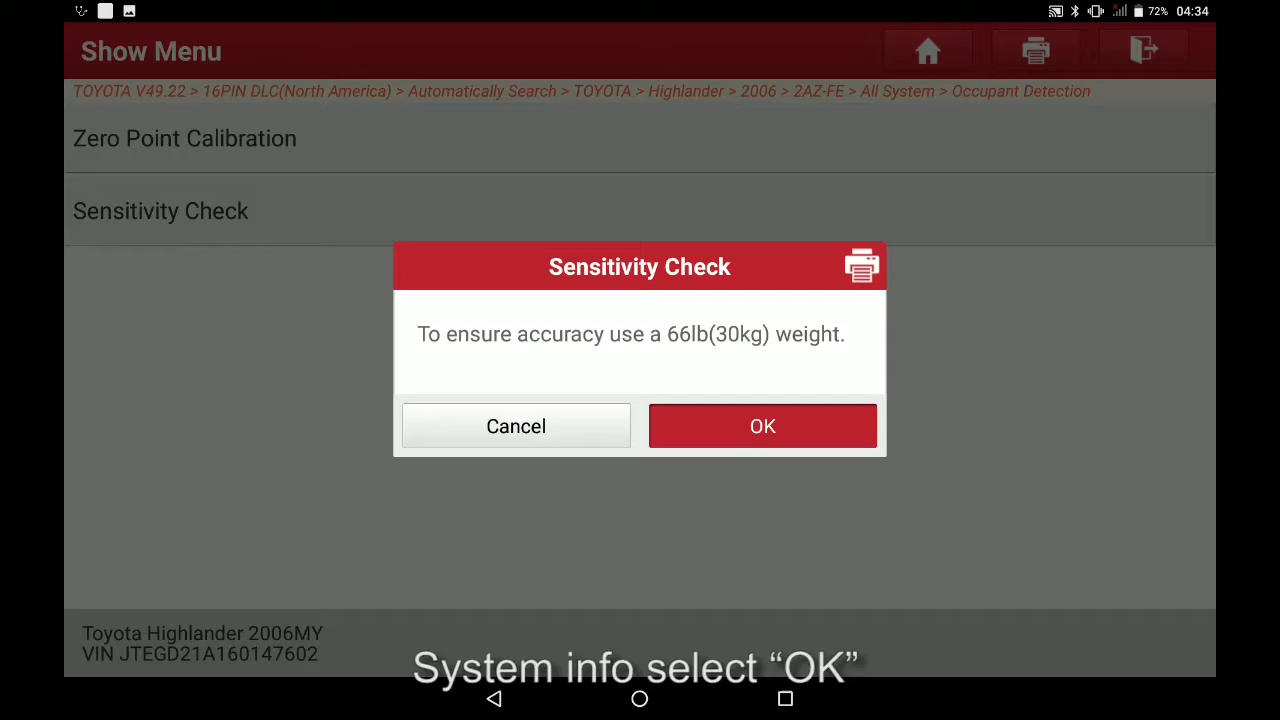 72% 04:34
Show Menu
TOYOTA V49.22 > 16PIN DLC(North America) > Automatically Search > TOYOTA > Highlander > 2006 > 2AZ-FE > All System > Occupant Detection
Zero Point Calibration
Sensitivity Check
Sensitivity Check
To ensure accuracy use a 66lb(30kg) weight.
Cancel OK
Toyota Highlander 2006MY
VIN JTEGD21A160147602
System info select “OK”